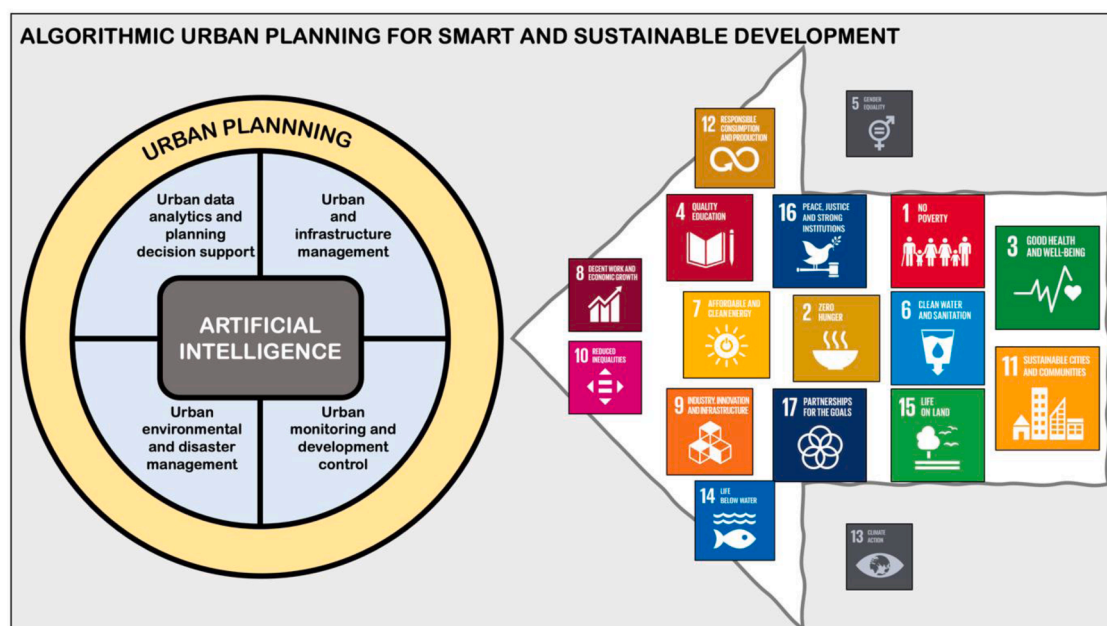 ALGORITHMIC URBAN PLANNING FOR SMART AND SUSTAINABLE DEVELOPMENT
URBAN PLANNNING
Urban data
analytics and
planning
decision support
Urban
and
infrastructure
management
ARTIFICIAL
INTELLIGENCE
Urban
environmental
and disaster
management
Urban
monitoring and
development
control
5 GENDER
EQUALITY
12 RESPONSIBLE
CONSUMPTION
AND PRODUCTION
4 QUALITY
EDUCATION
16 PEACE, JUSTICE
AND STRONG
INSTITUTIONS
1 NO
POVERTY
3 GOOD HEALTH
AND WELL-BEING
8 DECENT WORK AND
ECONOMIC GROWTH
7 AFFORDABLE AND
CLEAN ENERGY
2 ZERO
HUNGER
6 CLEAN WATER
AND SANITATION
10 REDUCED
INEQUALITIES
11 SUSTAINABLE CITIES
AND COMMUNITIES
9 INDUSTRY, INNOVATION
AND INFRASTRUCTURE
17 PARTNERSHIPS
FOR THE GOALS
15 LIFE
ON LAND
14 LIFE
BELOW WATER
13 CLIMATE
ACTION